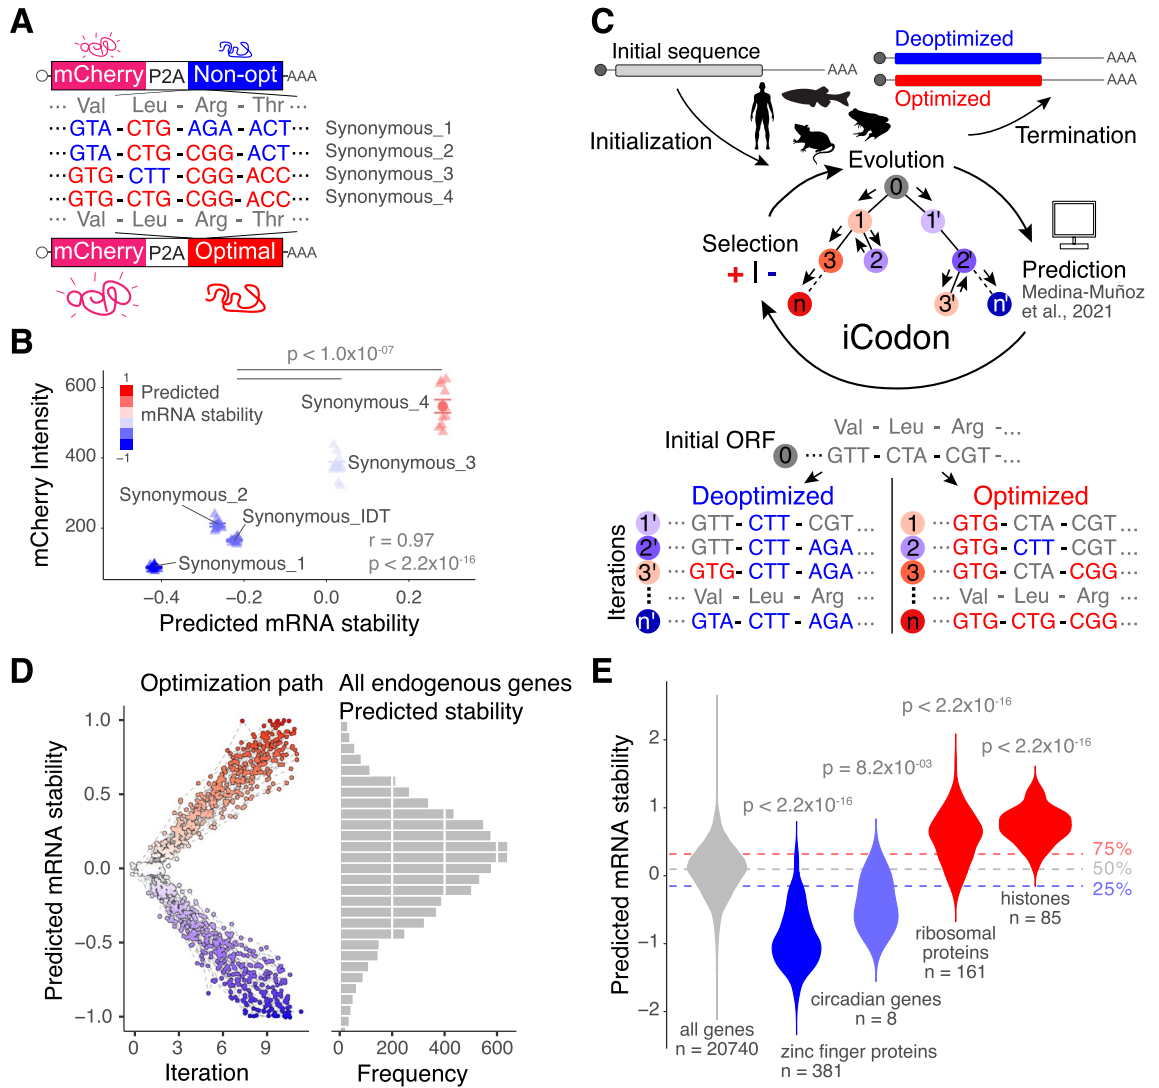 A
mCherry P2A Non-opt AAA
··· Val - Leu - Arg - Thr ···
···GTA - CTG - AGA - ACT··· Synonymous_1
···GTA - CTG - CGG - ACT··· Synonymous_2
···GTG - CTT - CGG - ACC··· Synonymous_3
···GTG - CTG - CGG - ACC··· Synonymous_4
··· Val - Leu - Arg - Thr ···
mCherry P2A Optimal AAA
B
p < 1.0x10-07
mCherry Intensity
600
400
200
1
Predicted
mRNA stability
−1
Synonymous_4
Synonymous_3
Synonymous_2
Synonymous_IDT
Synonymous_1
r = 0.97
p < 2.2x10-16
−0.4 −0.2 0.0 0.2
Predicted mRNA stability
C
Initial sequence
AAA
Deoptimized
AAA
AAA
Optimized
Initialization
Termination
Evolution
0
1 1'
Selection
+ | -
3 2 2'
n 3' n'
Prediction
Medina-Muñoz
et al., 2021
iCodon
Initial ORF
Val - Leu - Arg -...
0 ···GTT - CTA - CGT -...
Deoptimized
Optimized
Iterations
1' ··· GTT- CTT - CGT...
2' ··· GTT - CTT - AGA...
3' ··· GTG- CTT - AGA...
··· Val - Leu - Arg ...
n' ··· GTA- CTT - AGA...
1 ··· GTG- CTA - CGT...
2 ··· GTG- CTT - CGT...
3 ··· GTG- CTA - CGG...
··· Val - Leu - Arg ...
n ··· GTG- CTG - CGG...
D
Optimization path
Predicted mRNA stability
1.0
0.5
0.0
−0.5
−1.0
0 3 6 9
Iteration
All endogenous genes
Predicted stability
0 200 400 600
Frequency
E
Predicted mRNA stability
2
1
0
−1
−2
p < 2.2x10-16
p = 8.2x10-03
p < 2.2x10-16
p < 2.2x10-16
75%
50%
25%
all genes
n = 20740
zinc finger proteins
n = 381
circadian genes
n = 8
ribosomal
proteins
n = 161
histones
n = 85